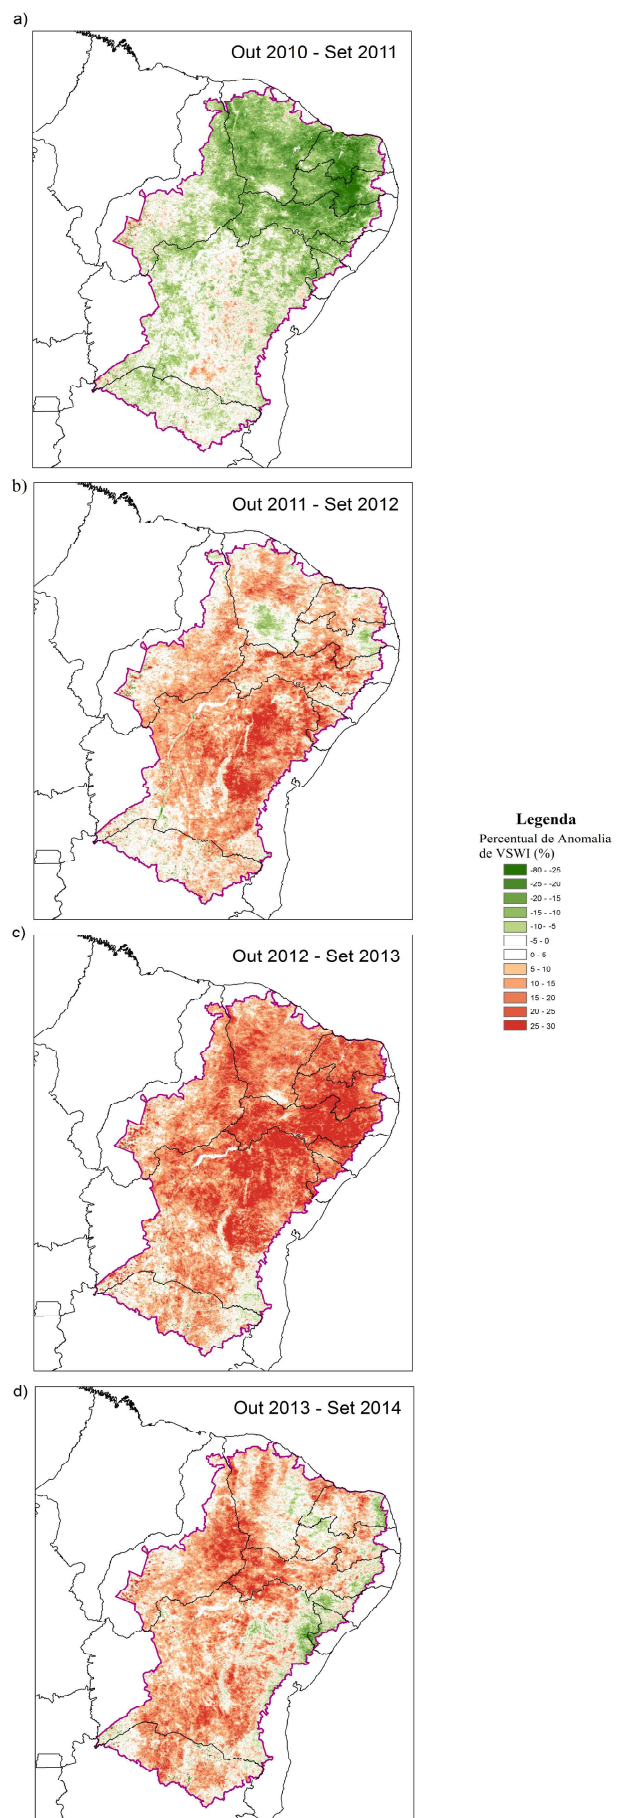 a)
Out 2010 - Set 2011
b)
Out 2011 - Set 2012
Legenda
Percentual de Anomalia
de VSWI (%)
-80 - -25
-25 - -20
-20 - -15
-15 - -10
-10 - -5
-5 - 0
0 - 5
5 - 10
10 - 15
15 - 20
20 - 25
25 - 30
c)
Out 2012 - Set 2013
d)
Out 2013 - Set 2014